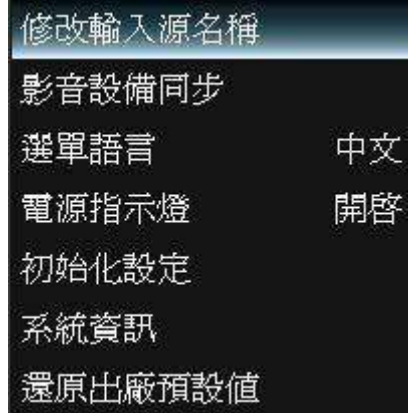 修改輸入源名稱
影音設備同步
選單語言 中文
電源指示燈 開啓
初始化設定
系統資訊
還原出廠預設值